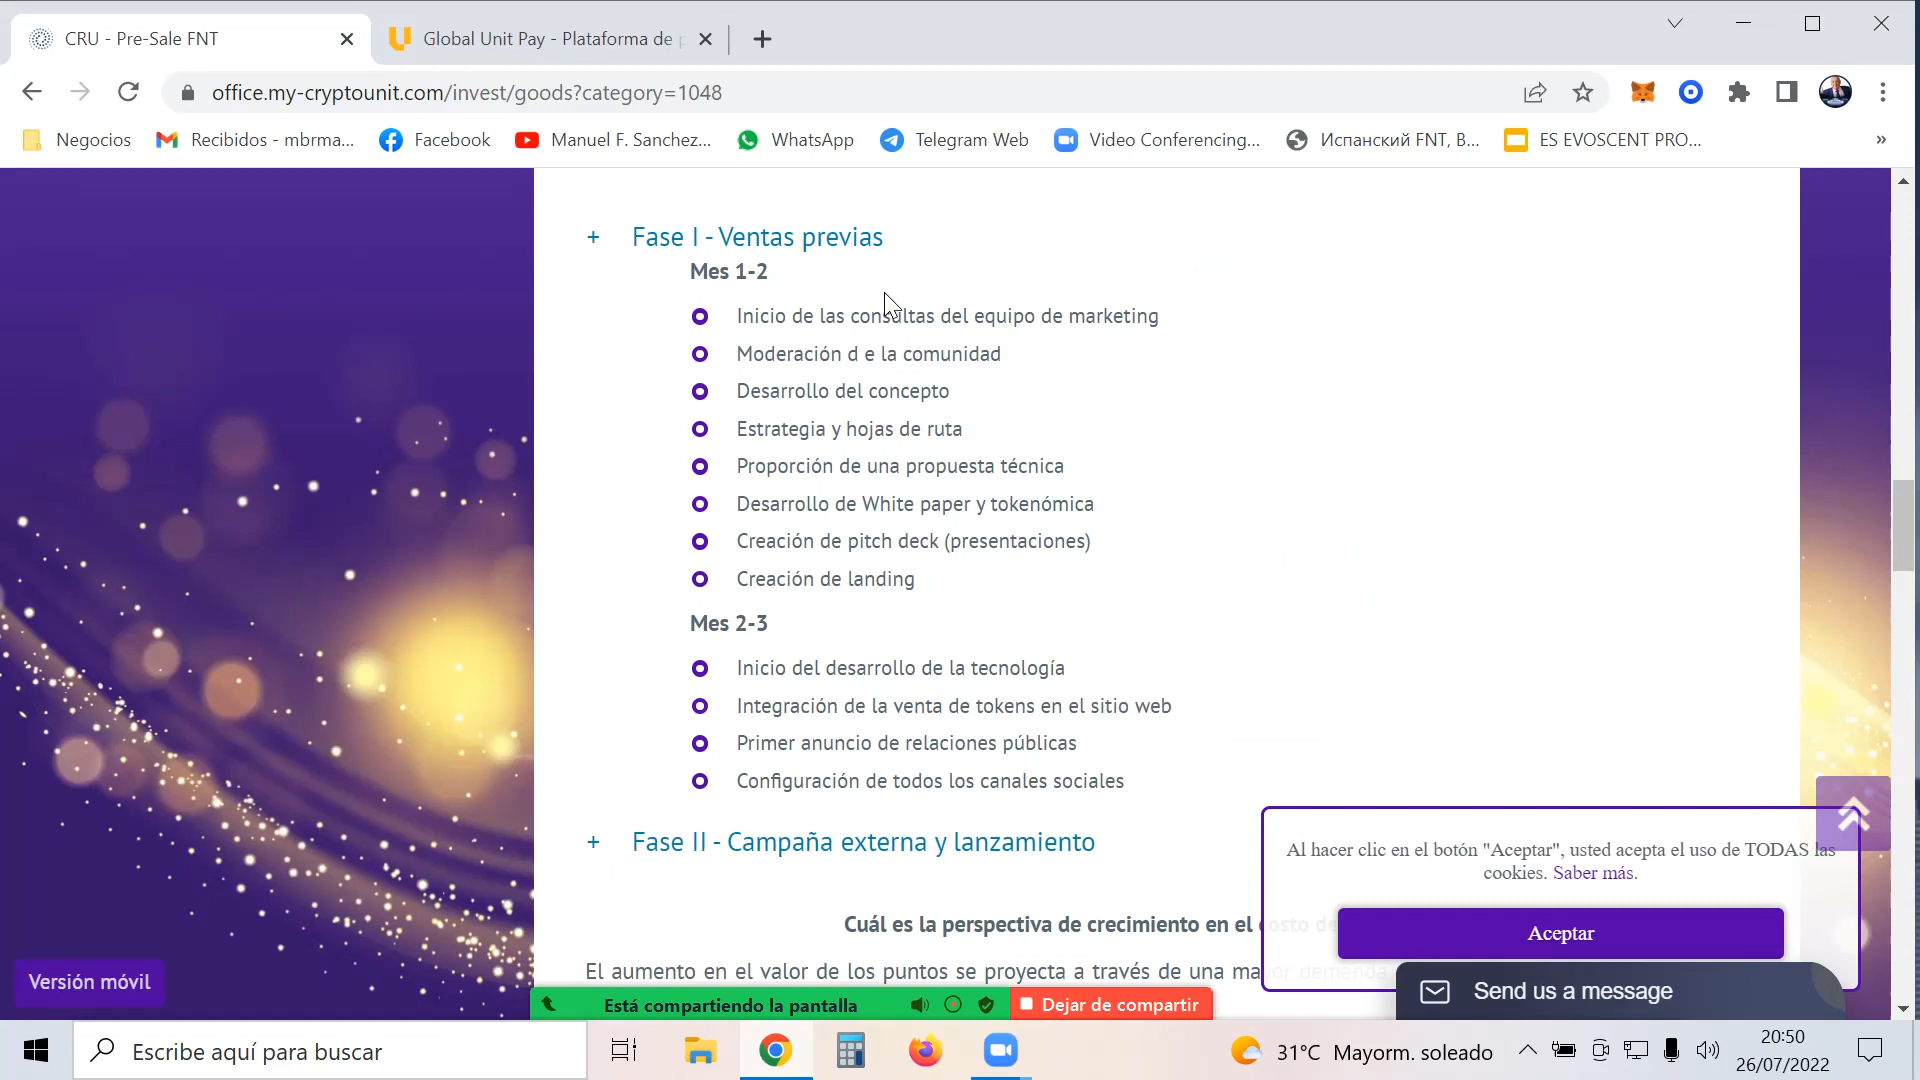 CRU - Pre-Sale FNT
Global Unit Pay - Plataforma de p
office.my-cryptounit.com/invest/goods?category=1048
Negocios
Recibidos - mbrma...
Facebook
Manuel F. Sanchez...
WhatsApp
Telegram Web
Video Conferencing...
Испанский FNT, B...
ES EVOSCENT PRO...
»
+ Fase I - Ventas previas
Mes 1-2
Inicio de las consultas del equipo de marketing
Moderación d e la comunidad
Desarrollo del concepto
Estrategia y hojas de ruta
Proporción de una propuesta técnica
Desarrollo de White paper y tokenómica
Creación de pitch deck (presentaciones)
Creación de landing
Mes 2-3
Inicio del desarrollo de la tecnología
Integración de la venta de tokens en el sitio web
Primer anuncio de relaciones públicas
Configuración de todos los canales sociales
+ Fase II - Campaña externa y lanzamiento
Cuál es la perspectiva de crecimiento en el costo de
El aumento en el valor de los puntos se proyecta a través de una mayor demanda
Al hacer clic en el botón "Aceptar", usted acepta el uso de TODAS las
cookies. Saber más.
Aceptar
Versión móvil
Send us a message
Está compartiendo la pantalla
Dejar de compartir
Escribe aquí para buscar
31°C Mayorm. soleado
20:50
26/07/2022